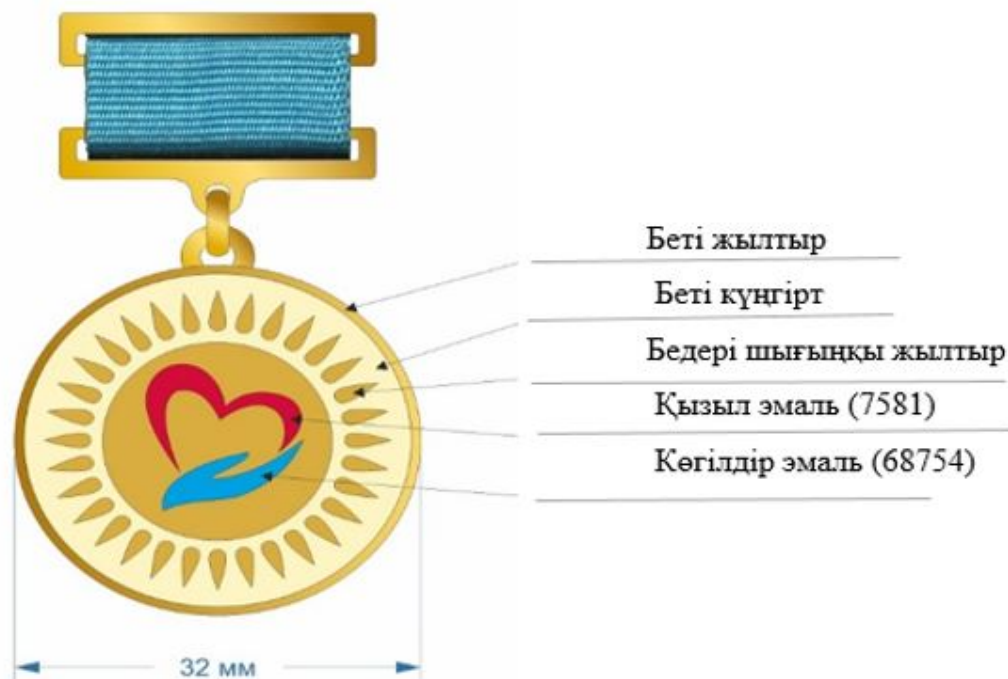 Беті жылтыр
Беті күңгірт
Бедері шығыңқы жылтыр
Қызыл эмаль (7581)
Көгілдір эмаль (68754)
32 мм